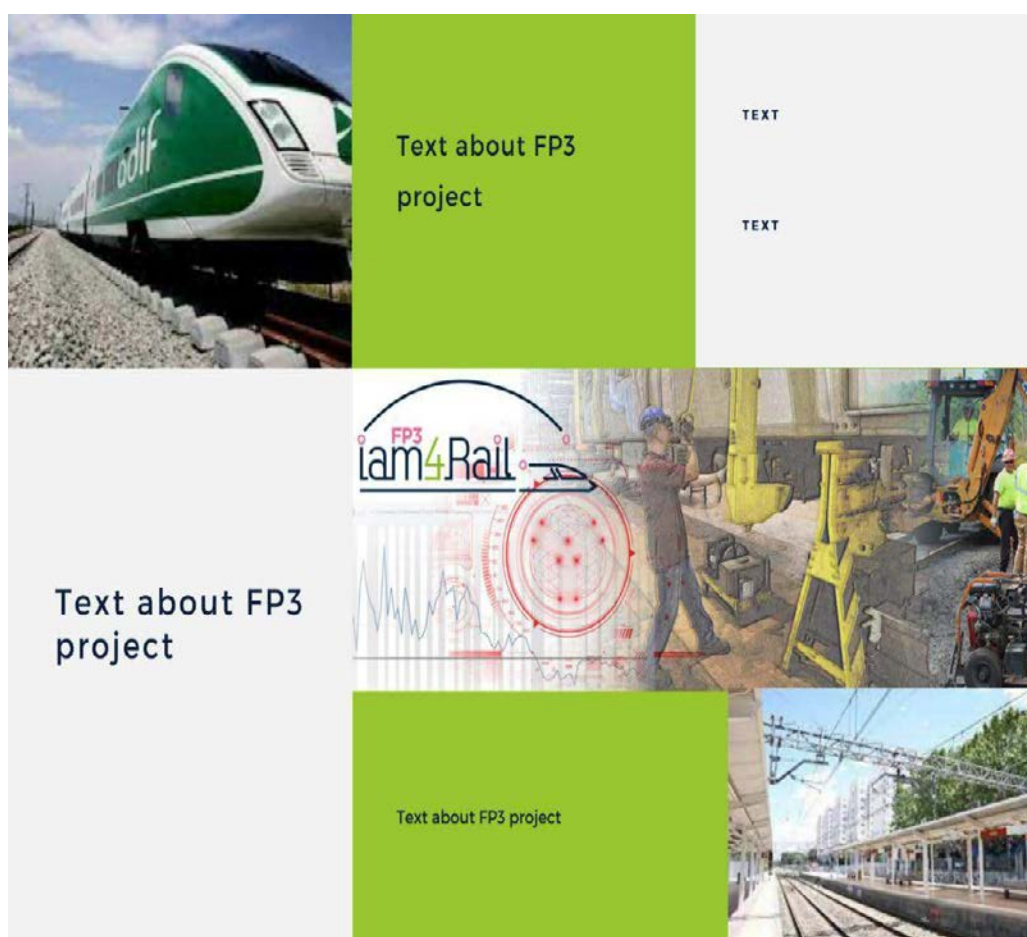 adif
Text about FP3
project
TEXT
TEXT
FP3
iam4Rail
Text about FP3
project
Text about FP3 project